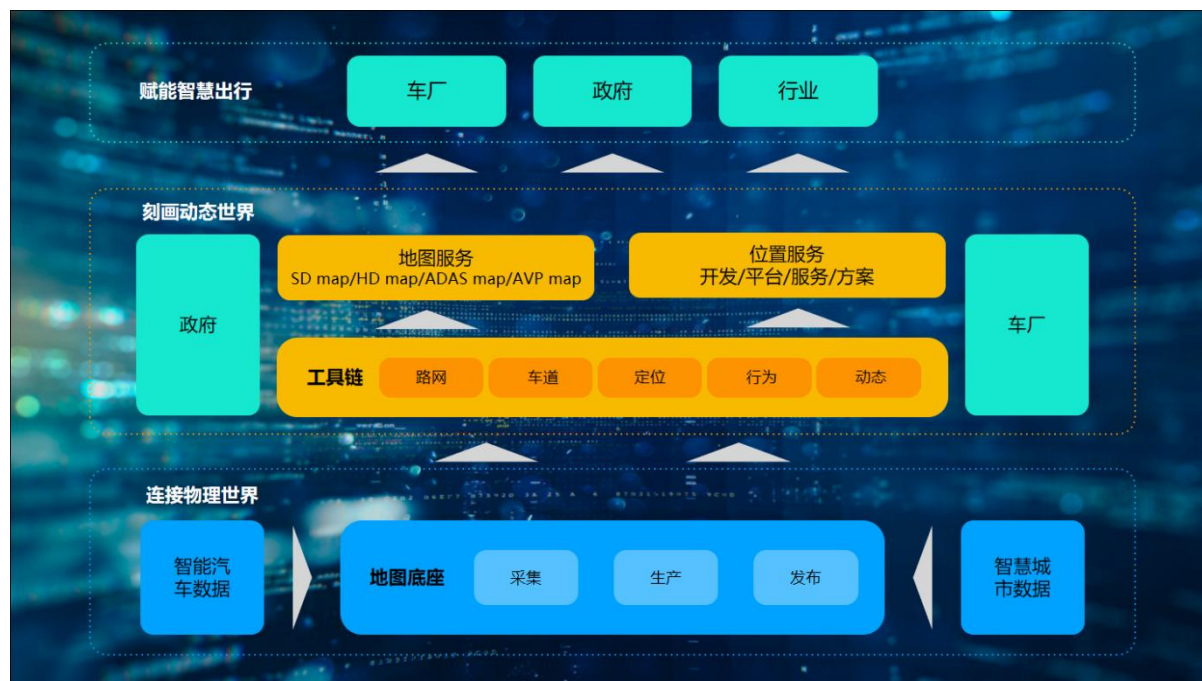 赋能智慧出行
车厂
政府
行业
刻画动态世界
政府
地图服务
SD map/HD map/ADAS map/AVP map
位置服务
开发/平台/服务/方案
车厂
工具链
路网
车道
定位
行为
动态
连接物理世界
智能汽
车数据
地图底座
采集
生产
发布
智慧城
市数据